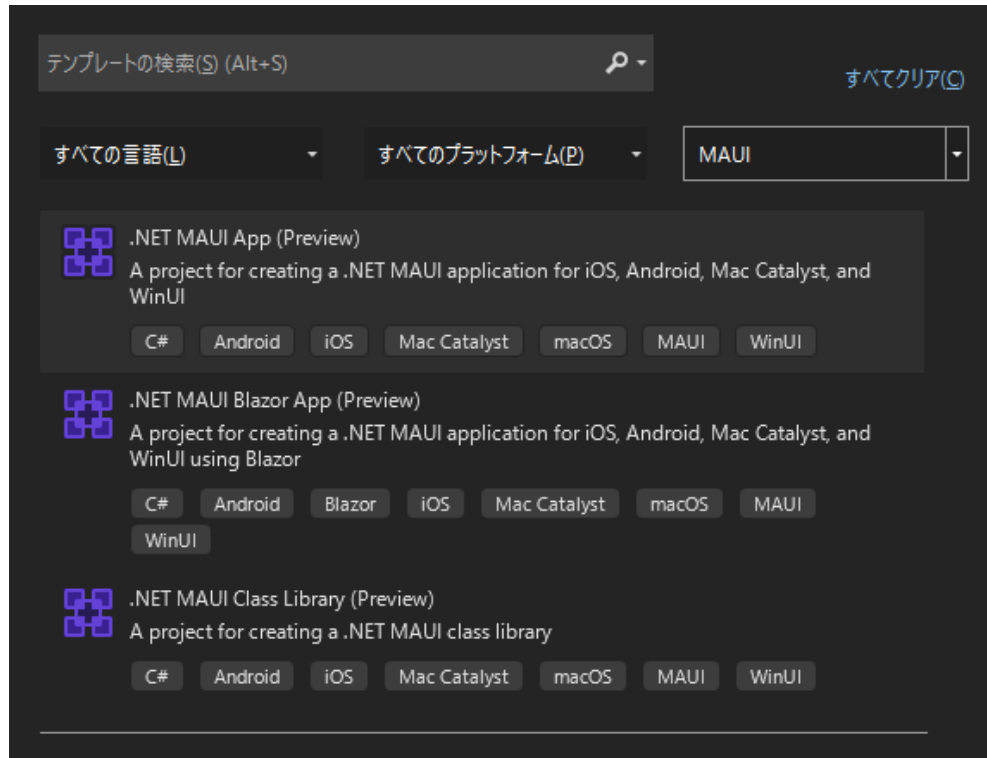 テンプレートの検索(S) (Alt+S)
すべてクリア(C)
すべての言語(L)
すべてのプラットフォーム(P)
MAUI
.NET MAUI App (Preview)
A project for creating a .NET MAUI application for iOS, Android, Mac Catalyst, and
WinUI
C# Android iOS Mac Catalyst macOS MAUI WinUI
.NET MAUI Blazor App (Preview)
A project for creating a .NET MAUI application for iOS, Android, Mac Catalyst, and
WinUI using Blazor
C# Android Blazor iOS Mac Catalyst macOS MAUI
WinUI
.NET MAUI Class Library (Preview)
A project for creating a .NET MAUI class library
C# Android iOS Mac Catalyst macOS MAUI WinUI